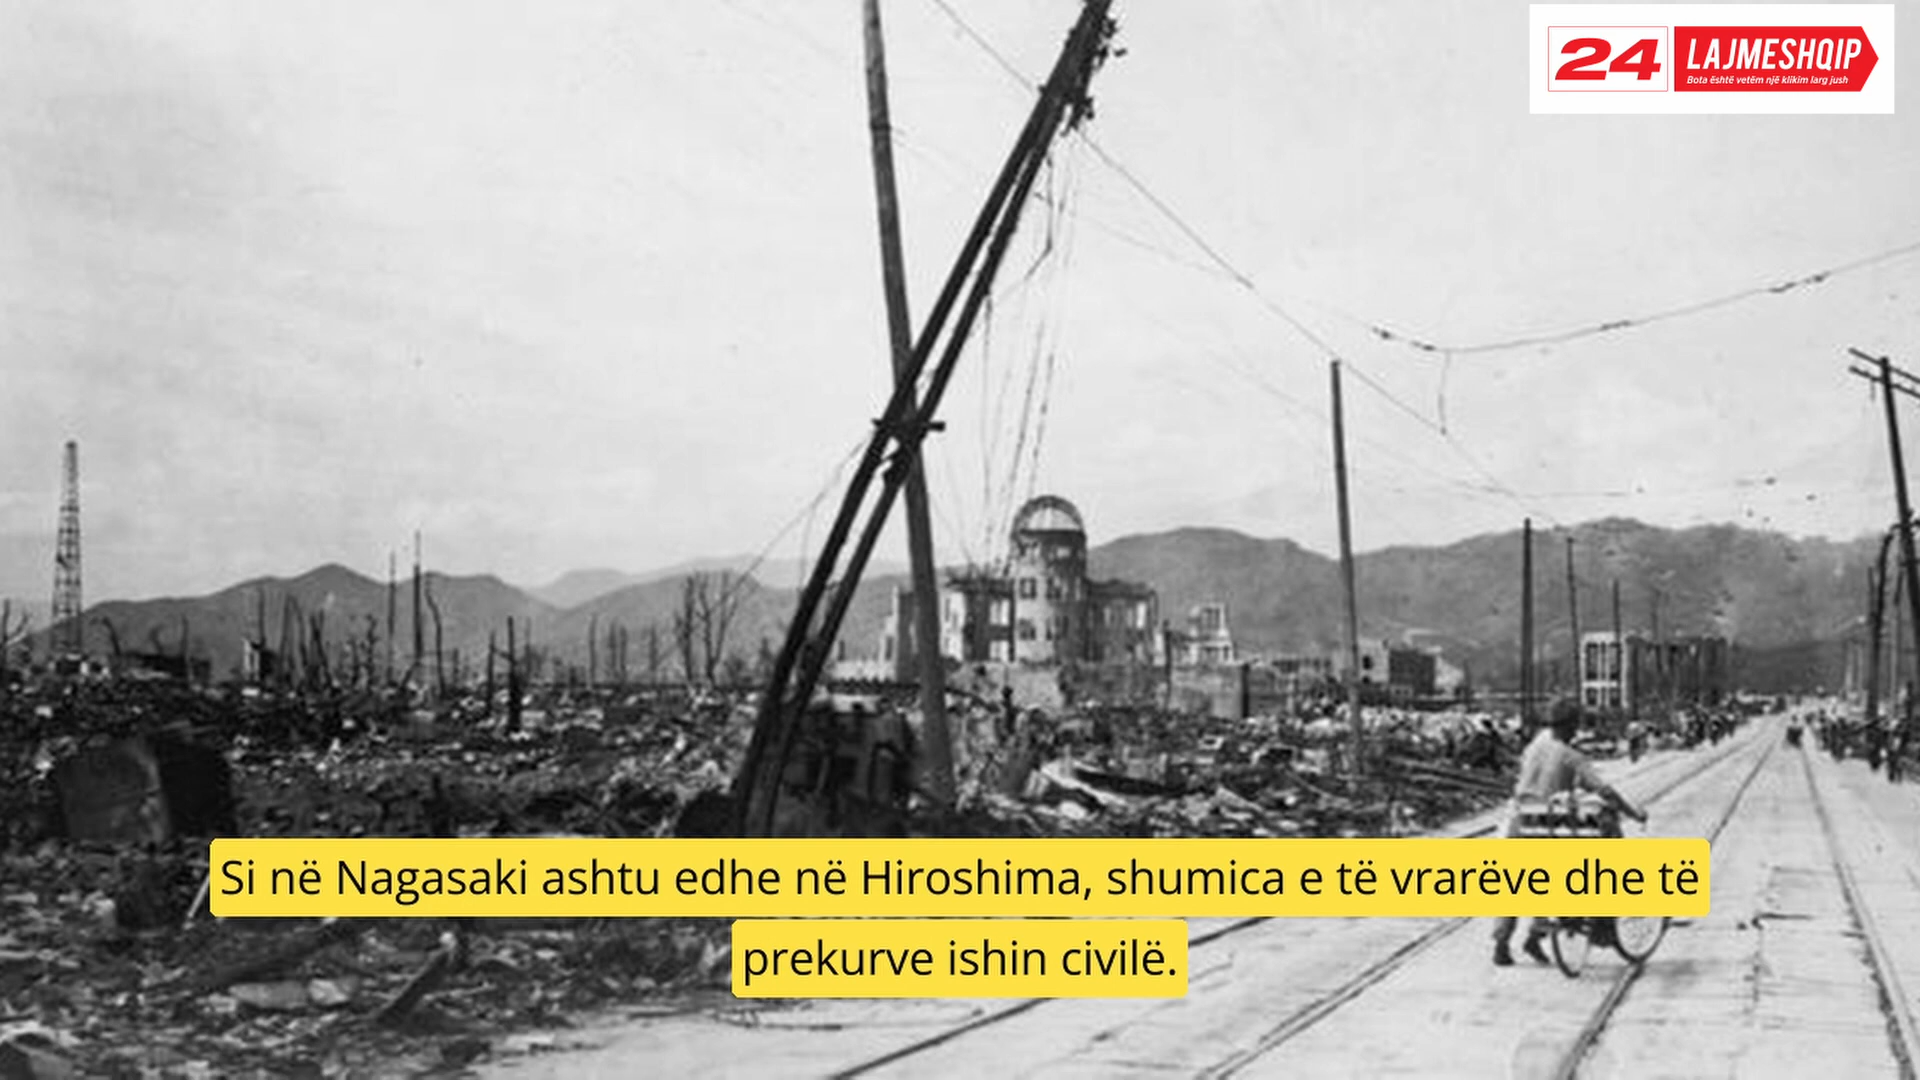 24 LAJMESHQIP
Bota është vetëm një klikim larg jush
Si në Nagasaki ashtu edhe në Hiroshima, shumica e të vrarëve dhe të
prekurve ishin civilë.